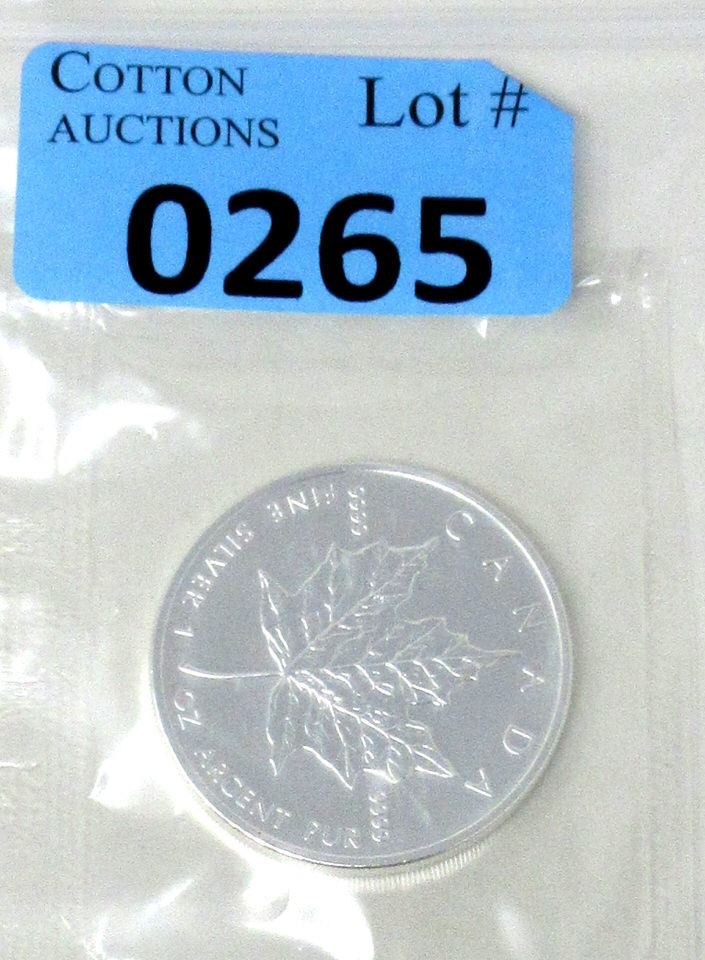 COTTON
AUCTIONS
Lot #
0265
CANADA
9999
9999
FINE SILVER 1 OZ ARGENT PUR